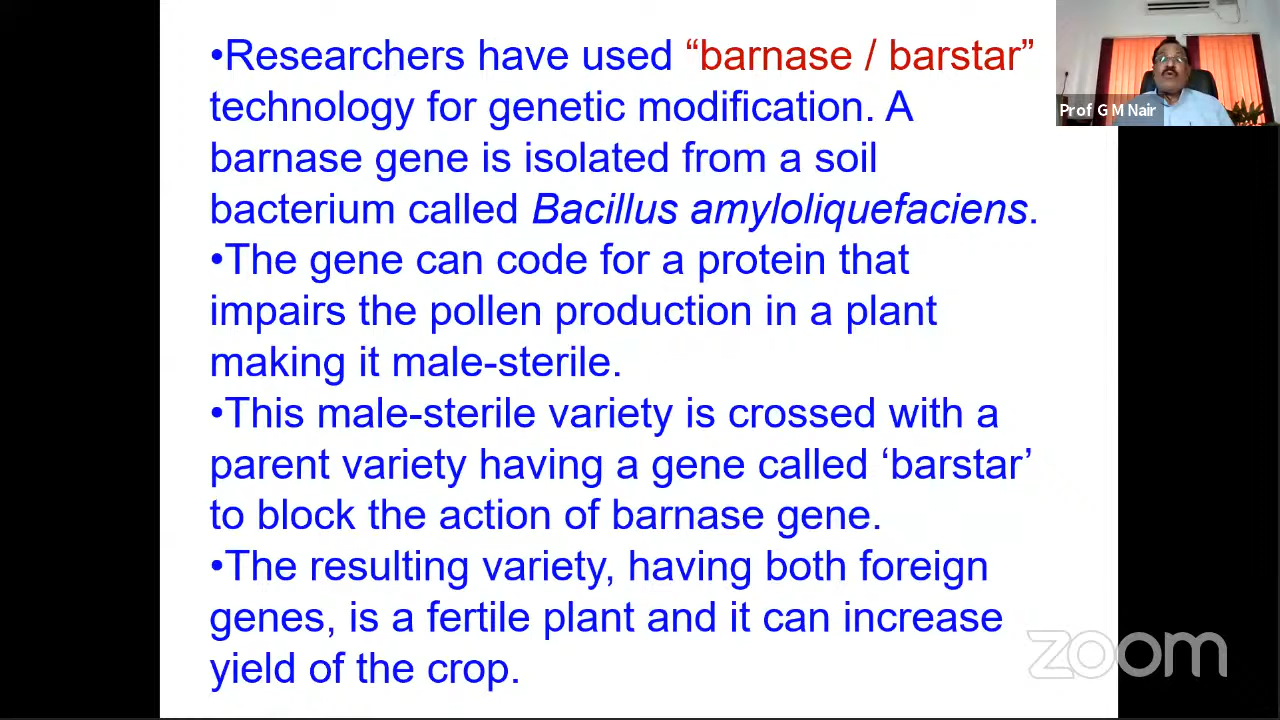 •Researchers have used “barnase / barstar”
technology for genetic modification. A
barnase gene is isolated from a soil
bacterium called Bacillus amyloliquefaciens.
•The gene can code for a protein that
impairs the pollen production in a plant
making it male-sterile.
•This male-sterile variety is crossed with a
parent variety having a gene called ‘barstar’
to block the action of barnase gene.
•The resulting variety, having both foreign
genes, is a fertile plant and it can increase
yield of the crop.
Prof G M Nair
zoom